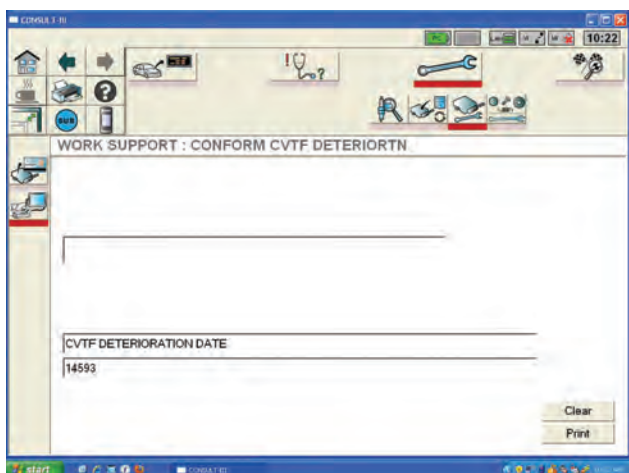 CONSULT-III
10:22
WORK SUPPORT : CONFORM CVTF DETERIORTN
CVTF DETERIORATION DATE
14593
Clear
Print
start